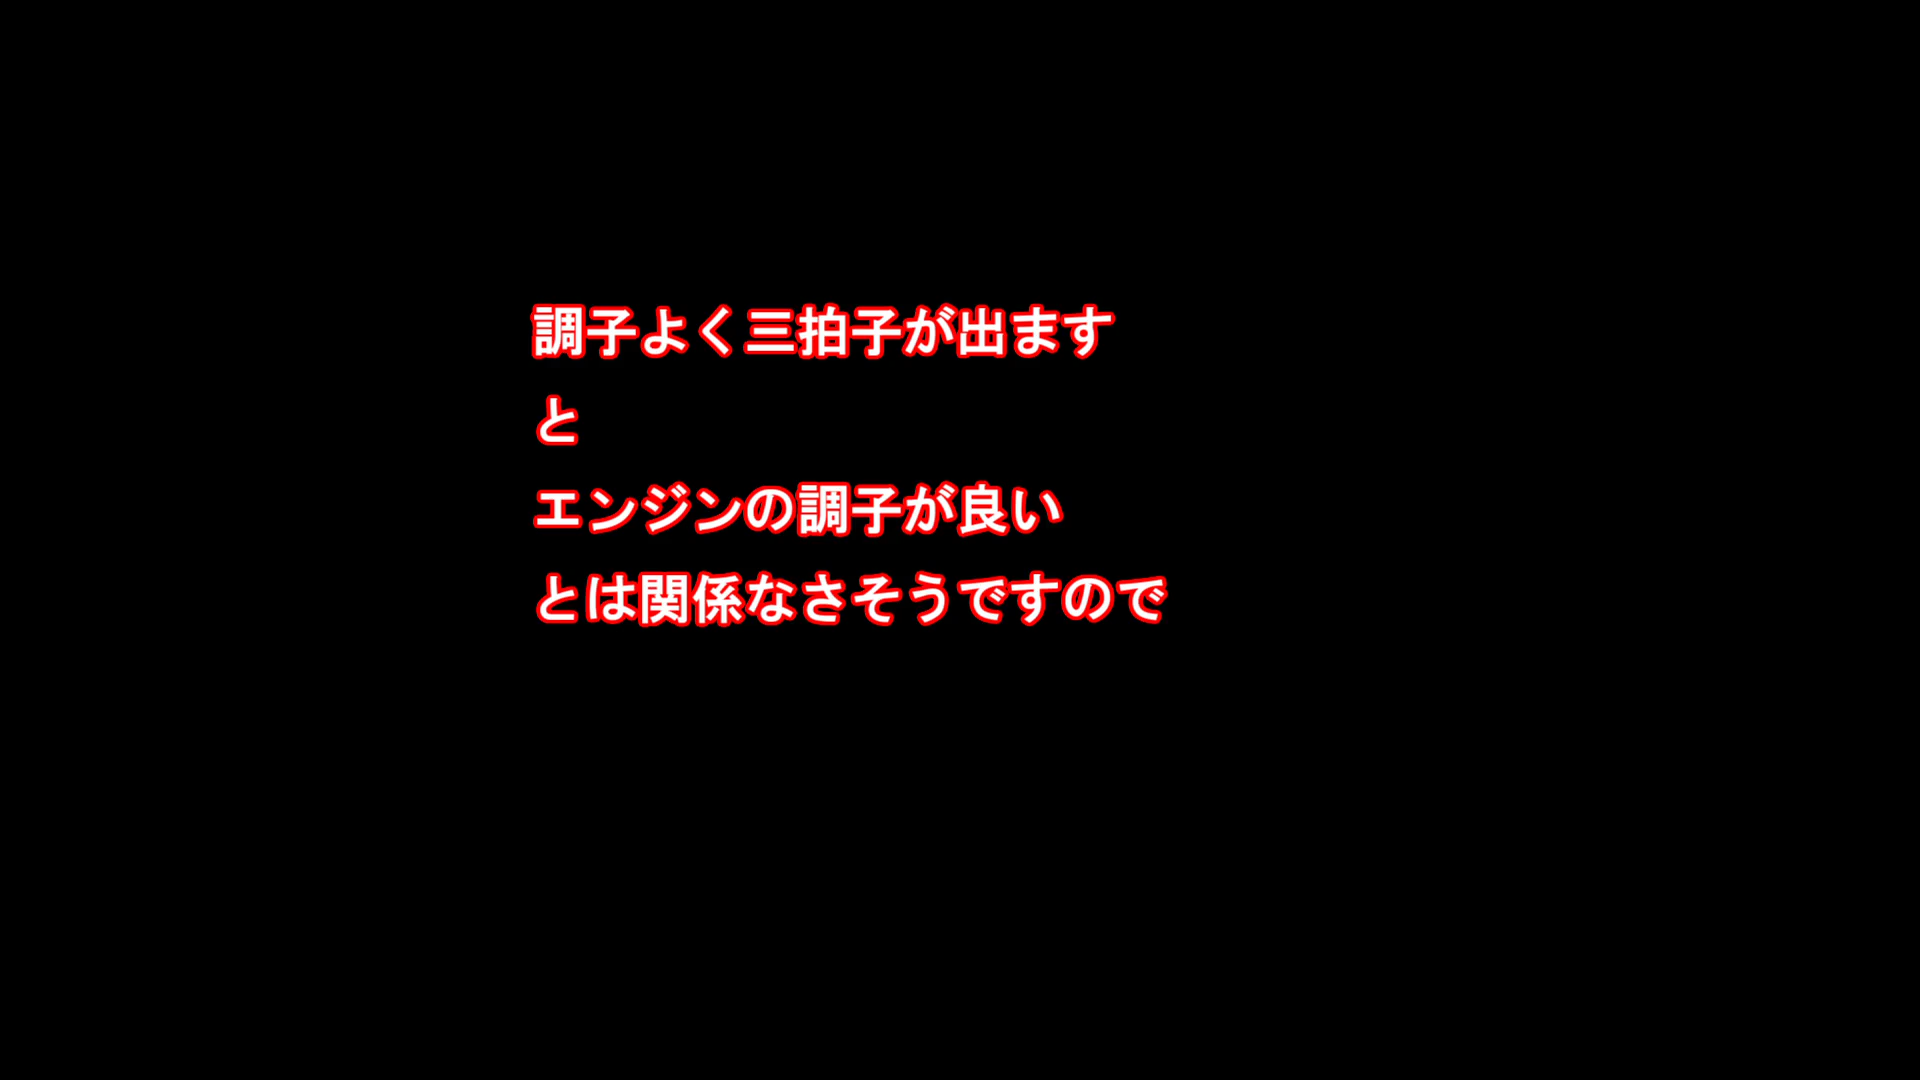 調子よく三拍子が出ます
と
エンジンの調子が良い
とは関係なさそうですので